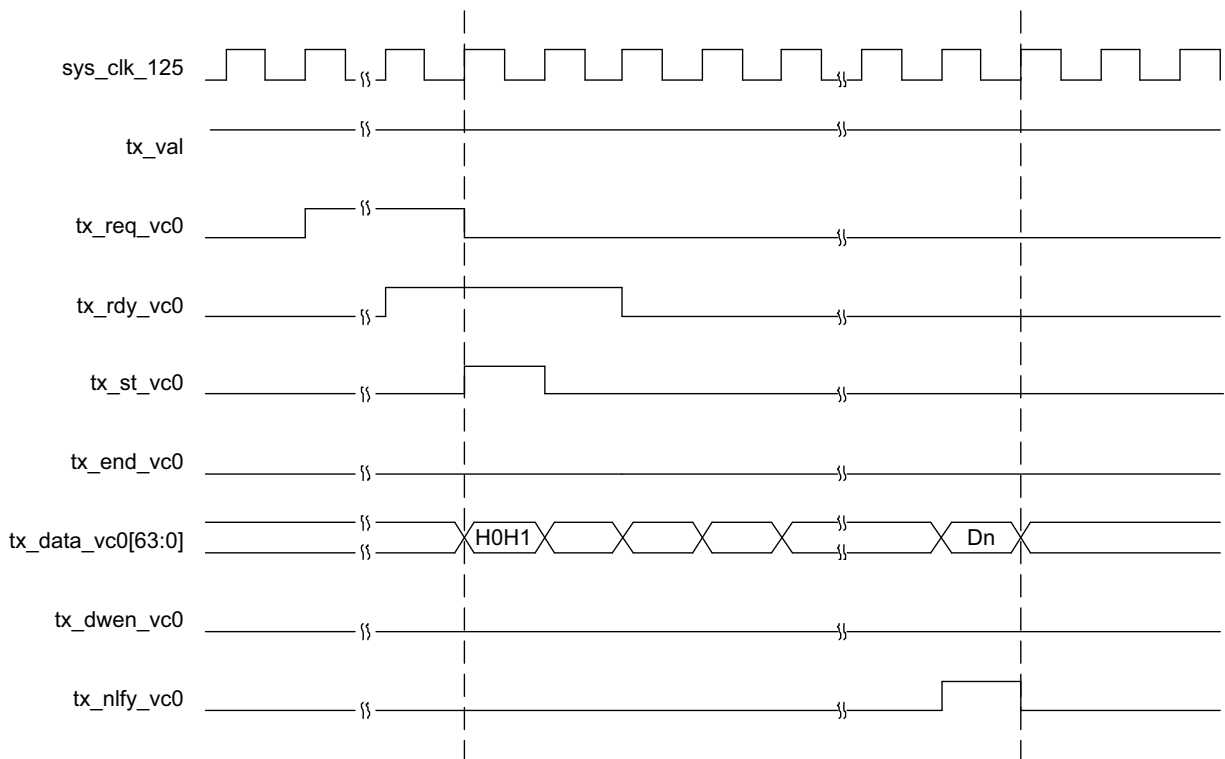 sys_clk_125
tx_val
tx_req_vc0
tx_rdy_vc0
tx_st_vc0
tx_end_vc0
tx_data_vc0[63:0]
H0H1
Dn
tx_dwen_vc0
tx_nlfy_vc0